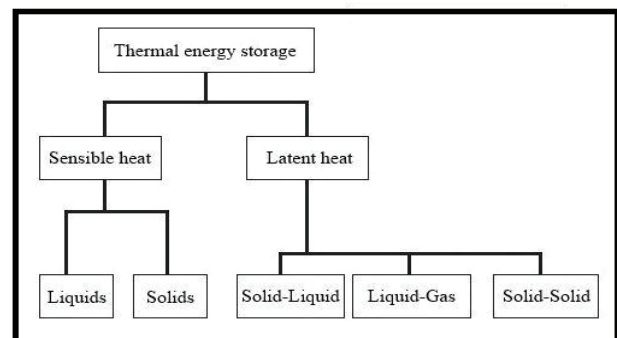 Thermal energy storage
Sensible heat
Latent heat
Liquids
Solids
Solid-Liquid
Liquid-Gas
Solid-Solid